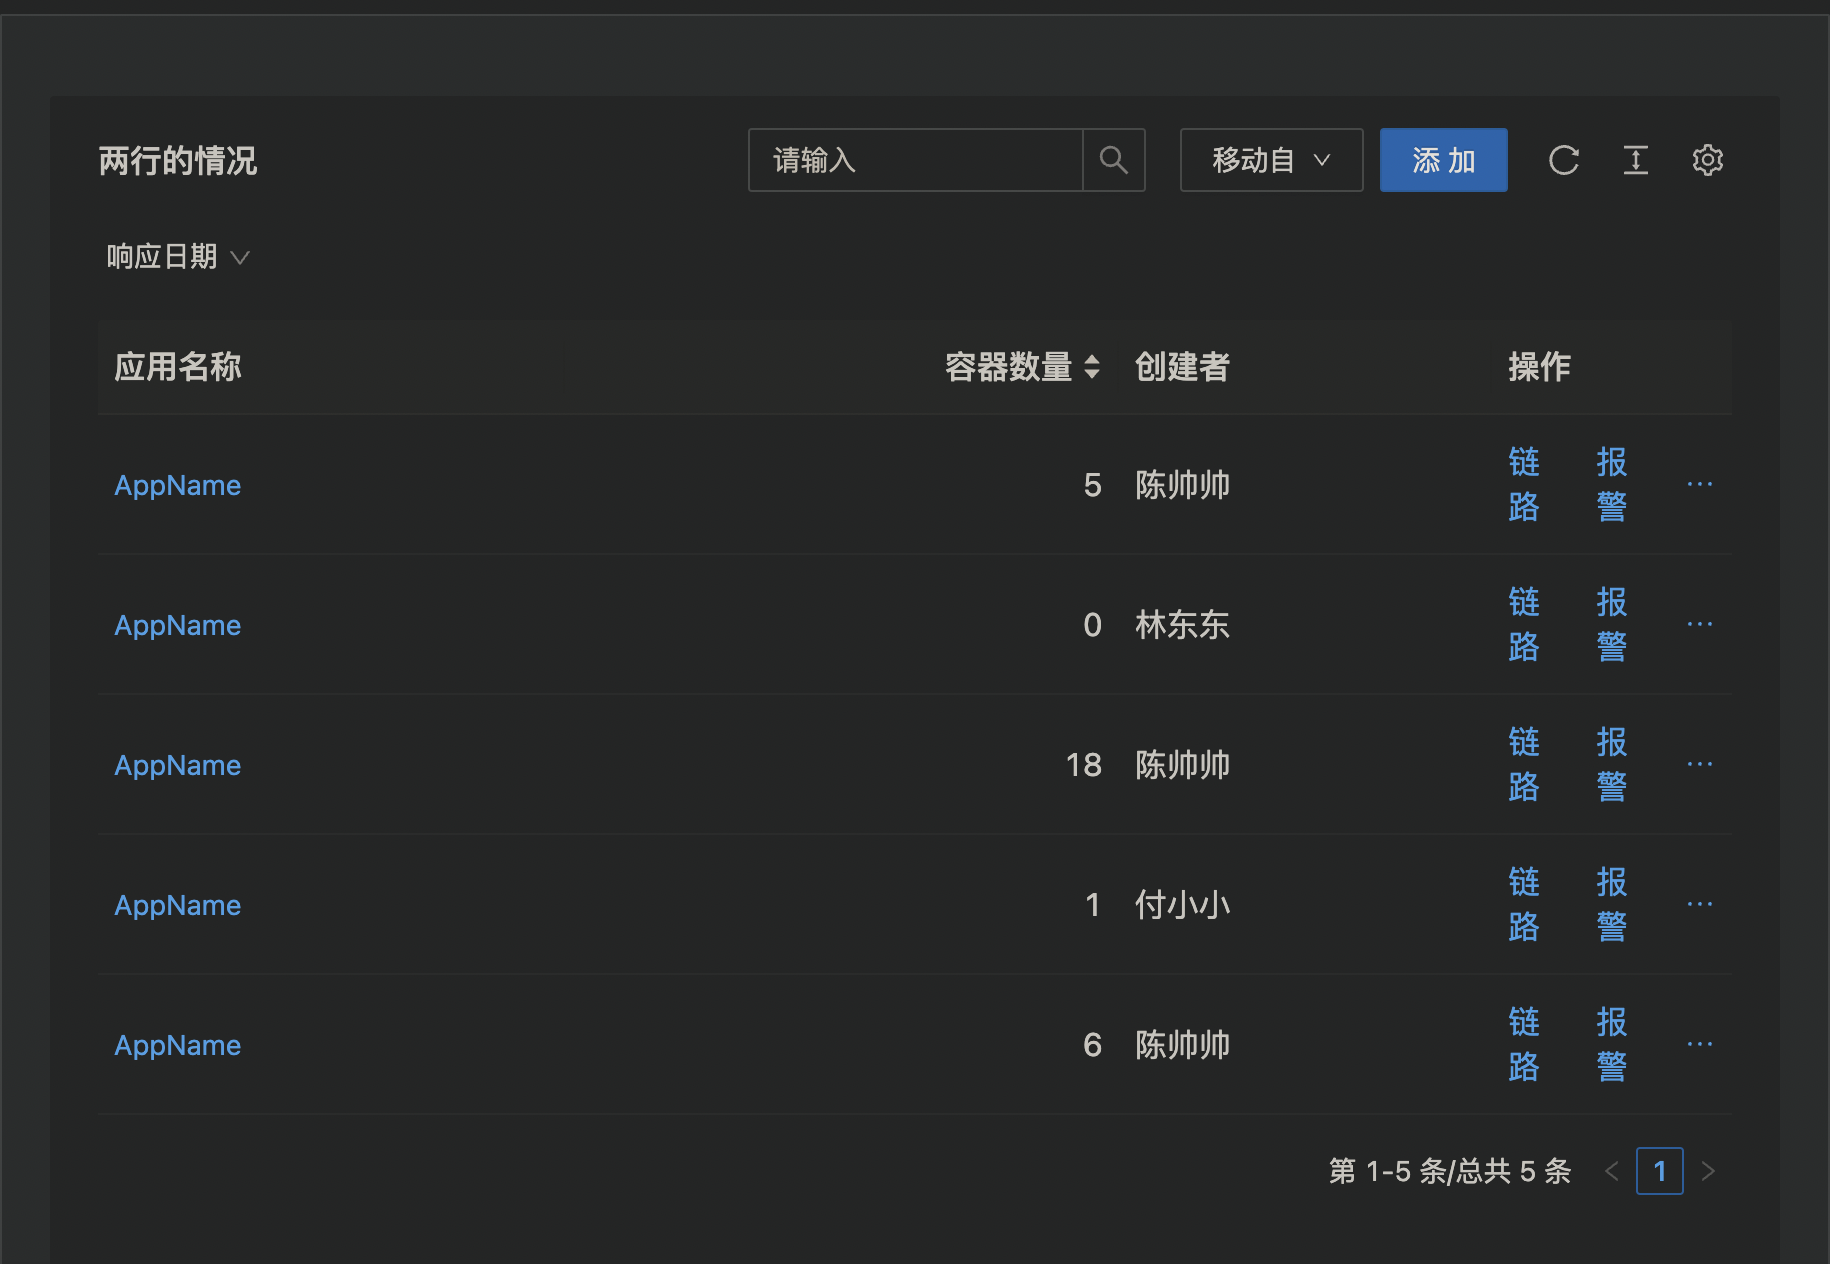 两行的情况
请输入
移动自
添 加
响应日期
应用名称 容器数量 创建者 操作
AppName 5 陈帅帅 链路 报警 ···
AppName 0 林东东 链路 报警 ···
AppName 18 陈帅帅 链路 报警 ···
AppName 1 付小小 链路 报警 ···
AppName 6 陈帅帅 链路 报警 ···
第 1-5 条/总共 5 条 < 1 >